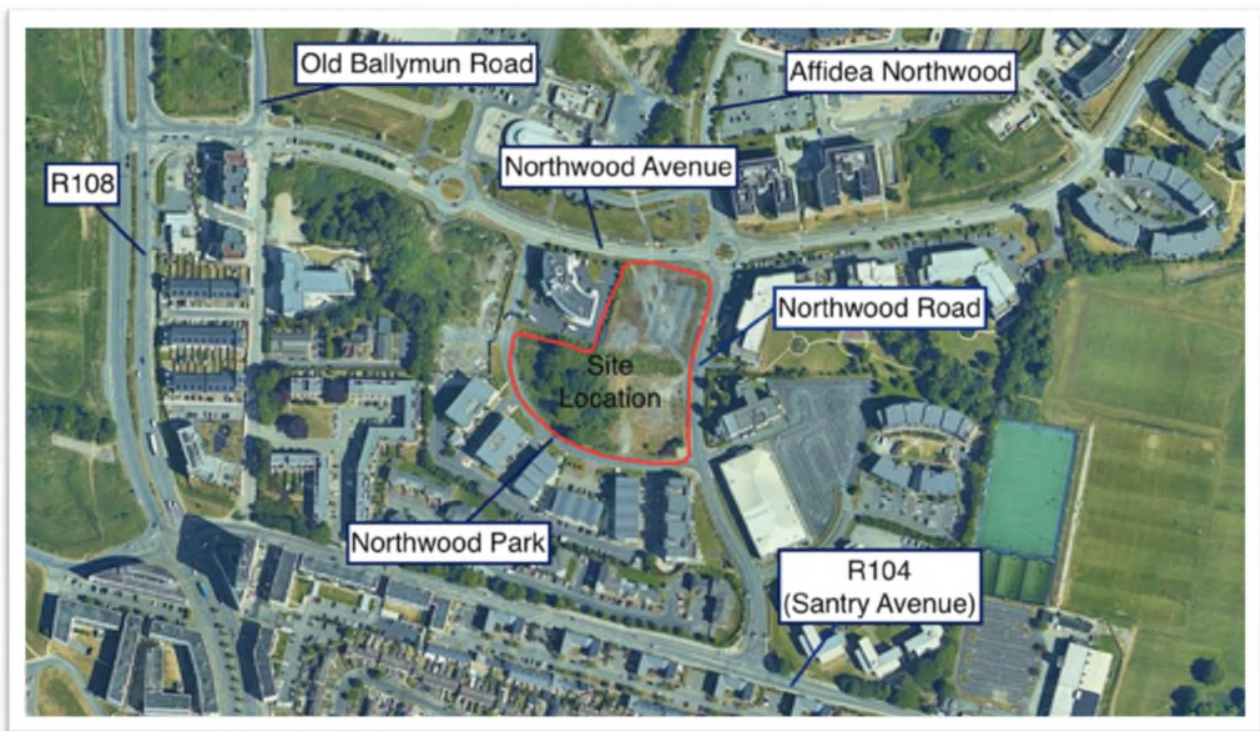 Old Ballymun Road
Affidea Northwood
Northwood Avenue
R108
Northwood Road
Site
Location
Northwood Park
R104
(Santry Avenue)